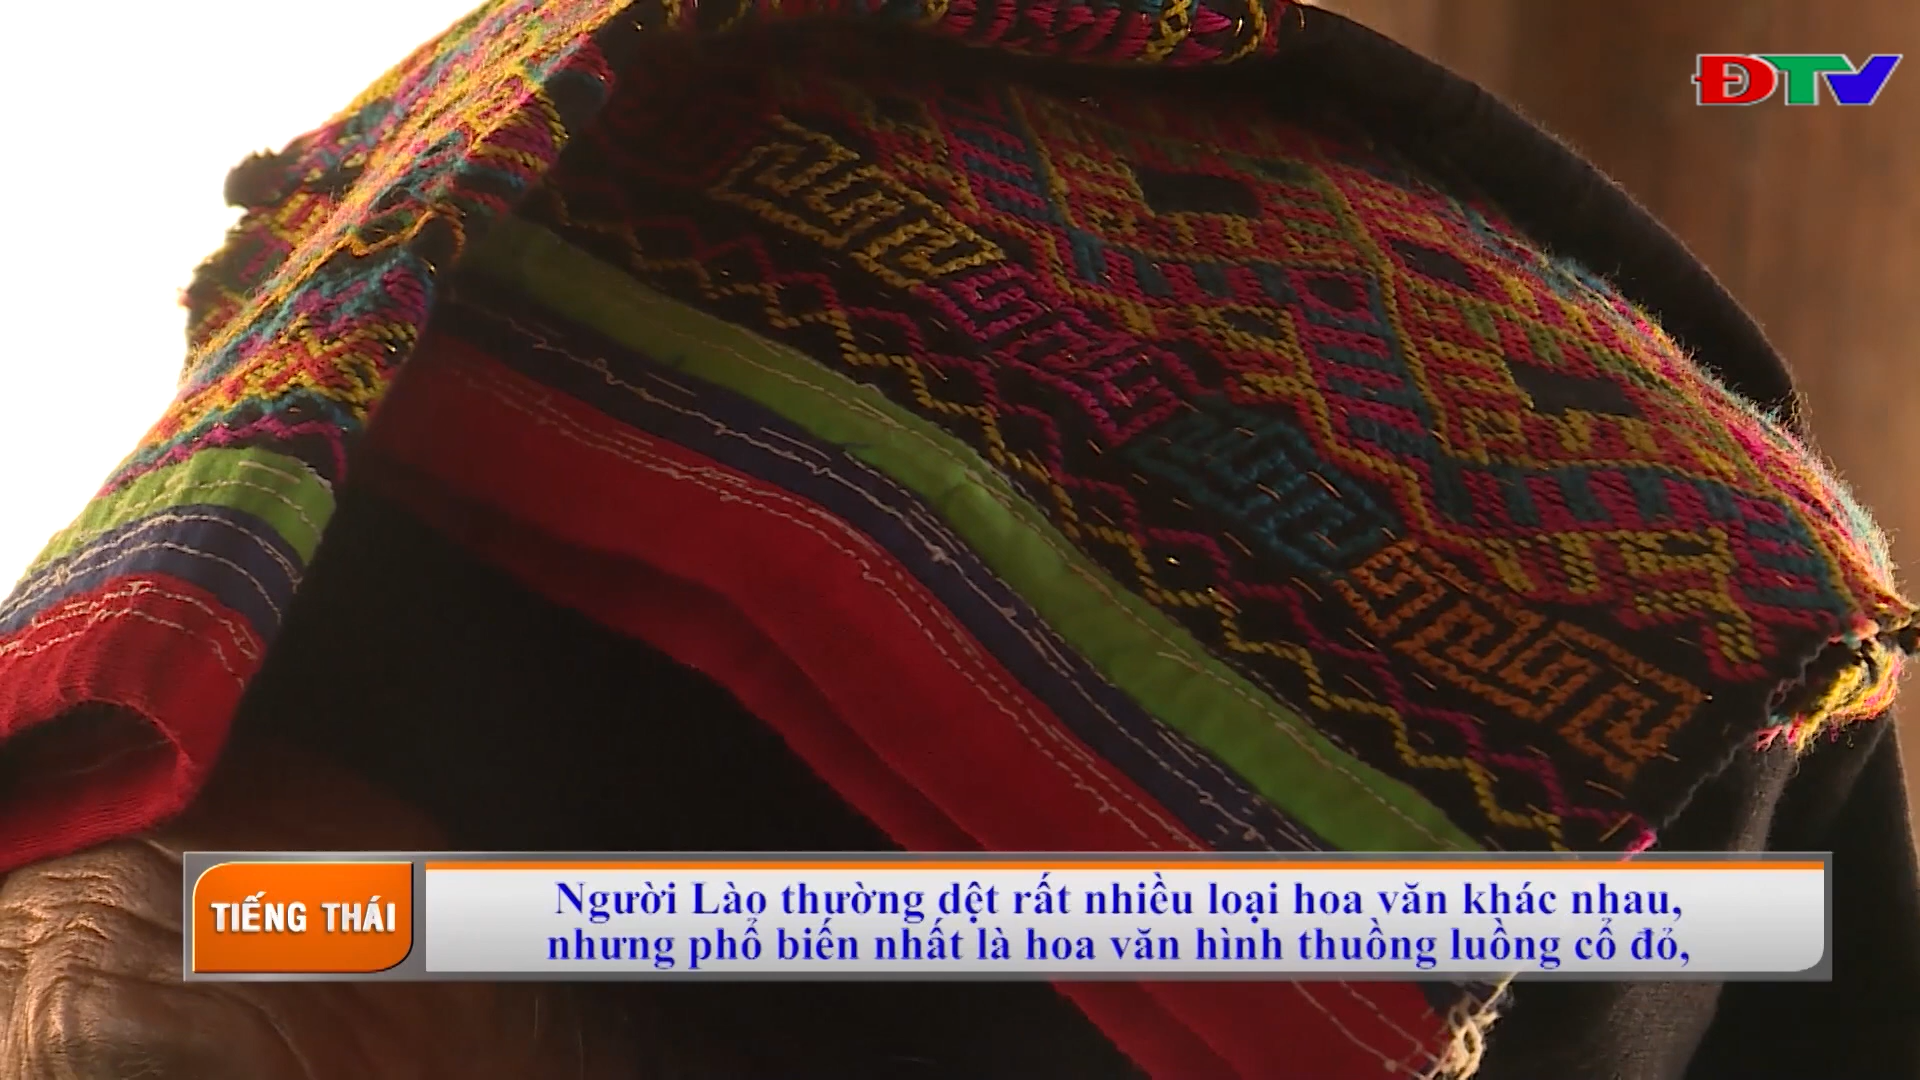 ĐTV
TIẾNG THÁI
Người Lào thường dệt rất nhiều loại hoa văn khác nhau,
nhưng phổ biến nhất là hoa văn hình thuồng luồng cổ đỏ,